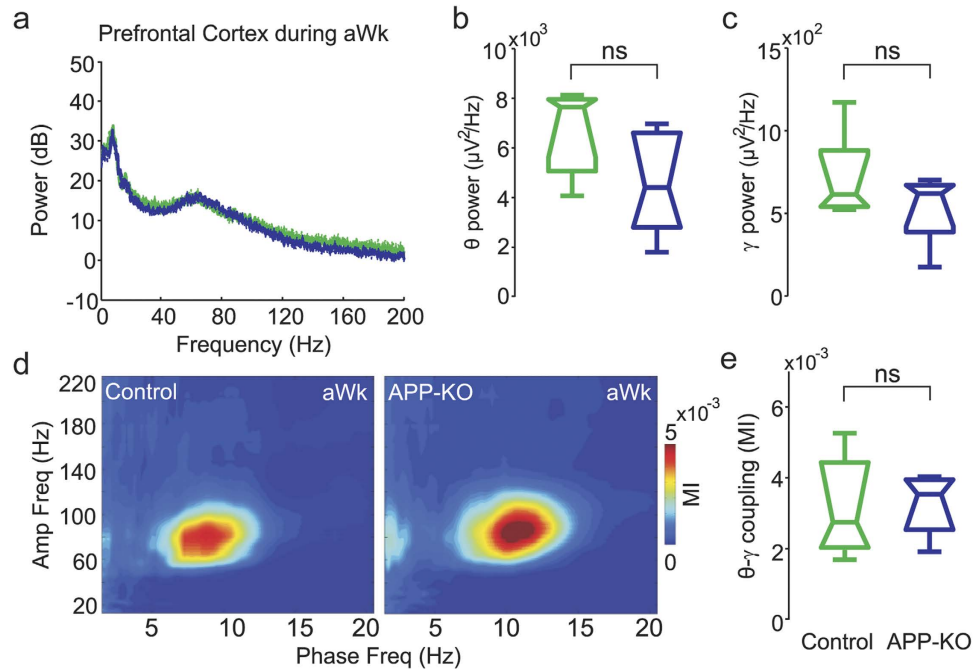 a
Prefrontal Cortex during aWk
50
40
30
20
10
0
-10
Power (dB)
0 40 80 120 160 200
Frequency (Hz)
b
×10³
10
8
6
4
2
0
θ power (µV²/Hz)
ns
c
×10²
15
10
5
0
γ power (µV²/Hz)
ns
d
220
180
140
100
60
20
Amp Freq (Hz)
Control aWk
APP-KO aWk
5 10 15 20
5 10 15 20
Phase Freq (Hz)
×10⁻³
5
0
MI
e
×10⁻³
6
4
2
0
θ-γ coupling (MI)
ns
Control APP-KO